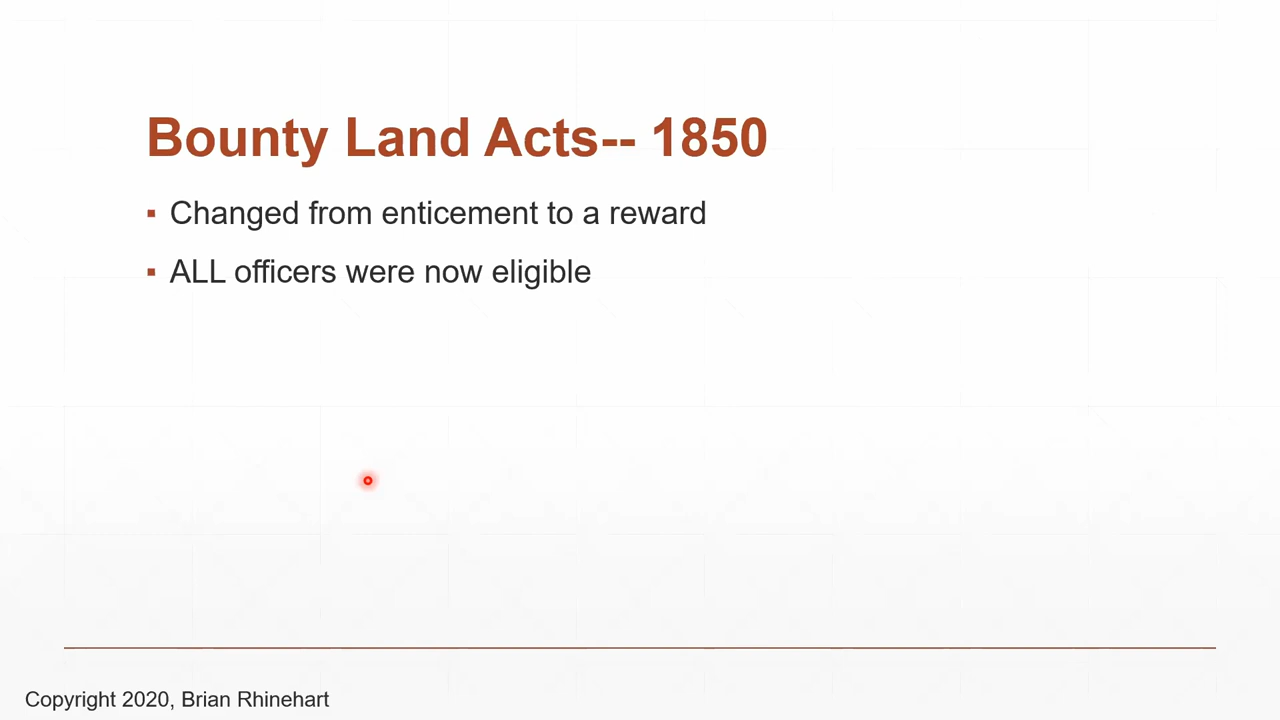 Bounty Land Acts-- 1850
▪ Changed from enticement to a reward
▪ ALL officers were now eligible
Copyright 2020, Brian Rhinehart